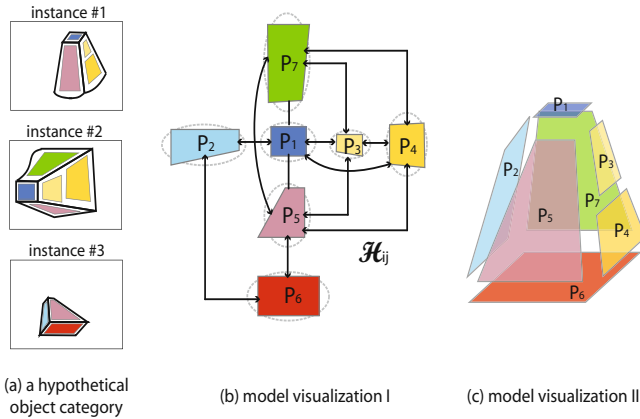 instance #1
instance #2
instance #3
(a) a hypothetical
object category
P7
P2
P1
P3
P4
P5
P6
ℋij
(b) model visualization I
P1
P2
P3
P7
P5
P4
P6
(c) model visualization II